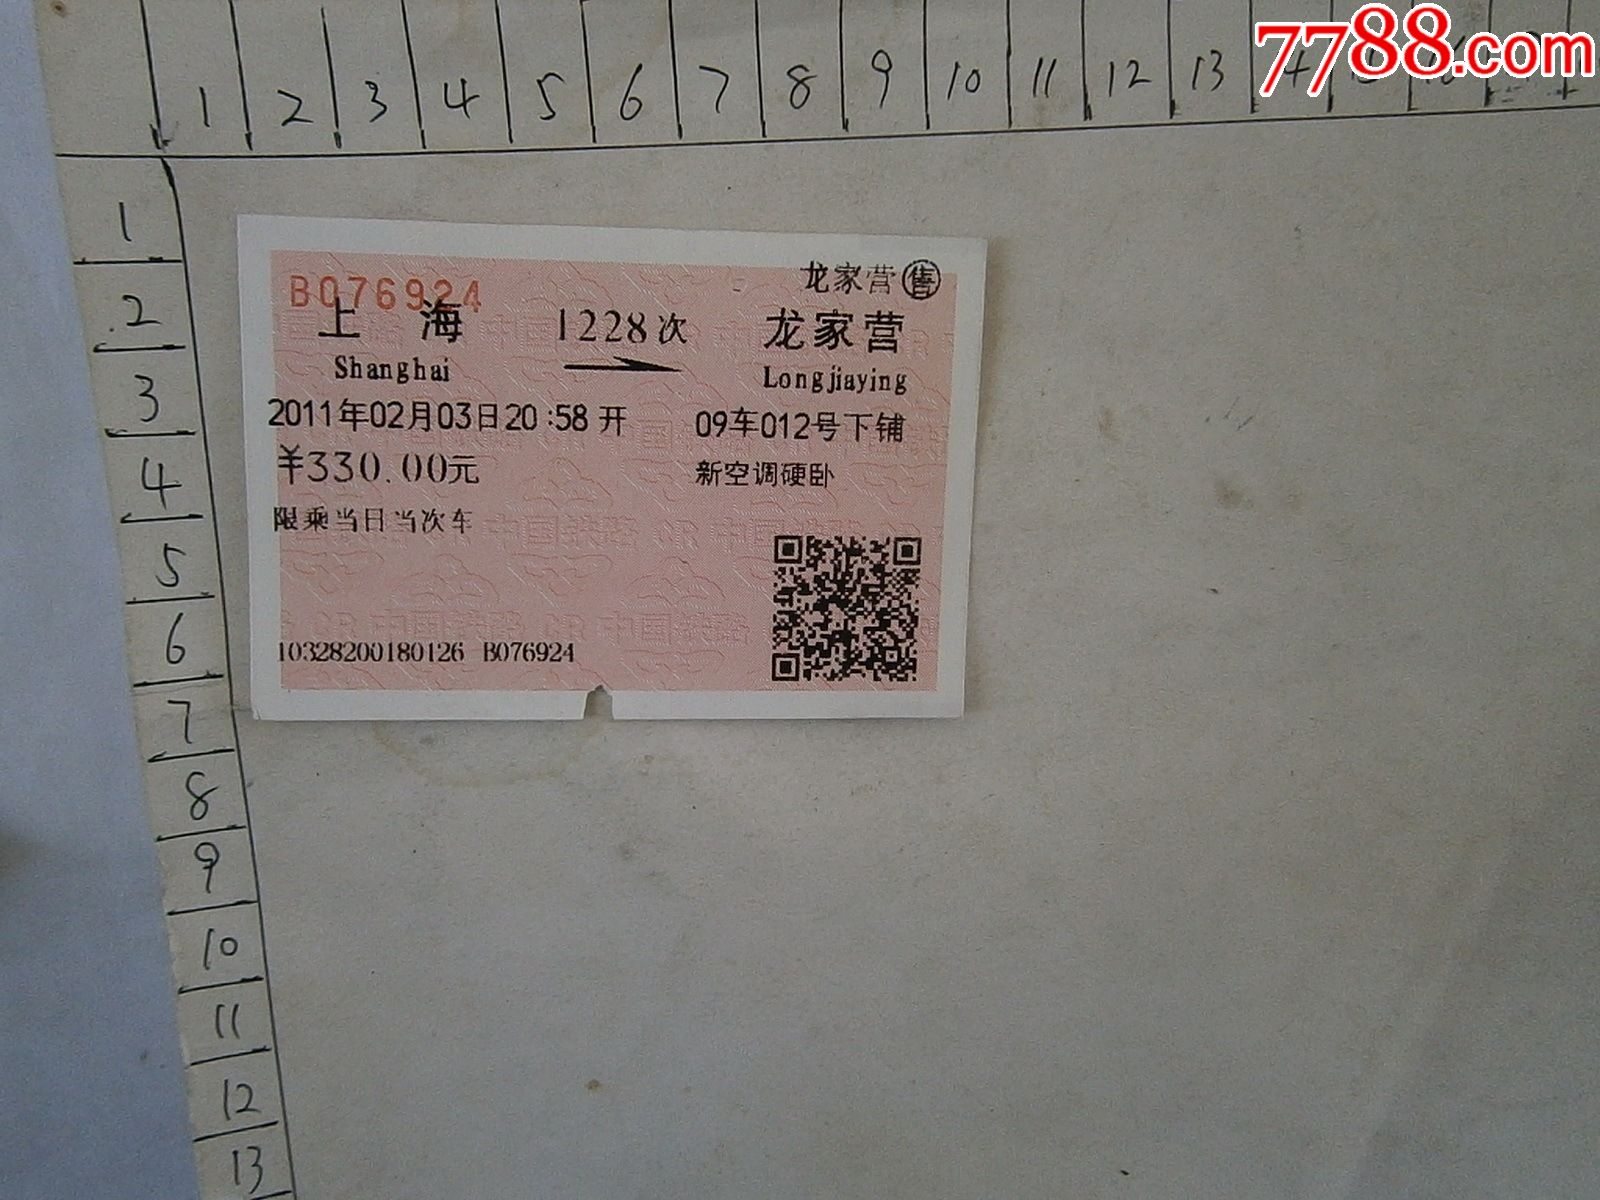 7788.com
1 2 3 4 5 6 7 8 9 10 11 12 13
1
2
3
4
5
6
7
8
9
10
11
12
13
龙家营 售
B076924
上海 1228次 龙家营
Shanghai Longjiaying
2011年02月03日20:58开 09车012号下铺
¥330.00元 新空调硬卧
限乘当日当次车
10328200180126 B076924